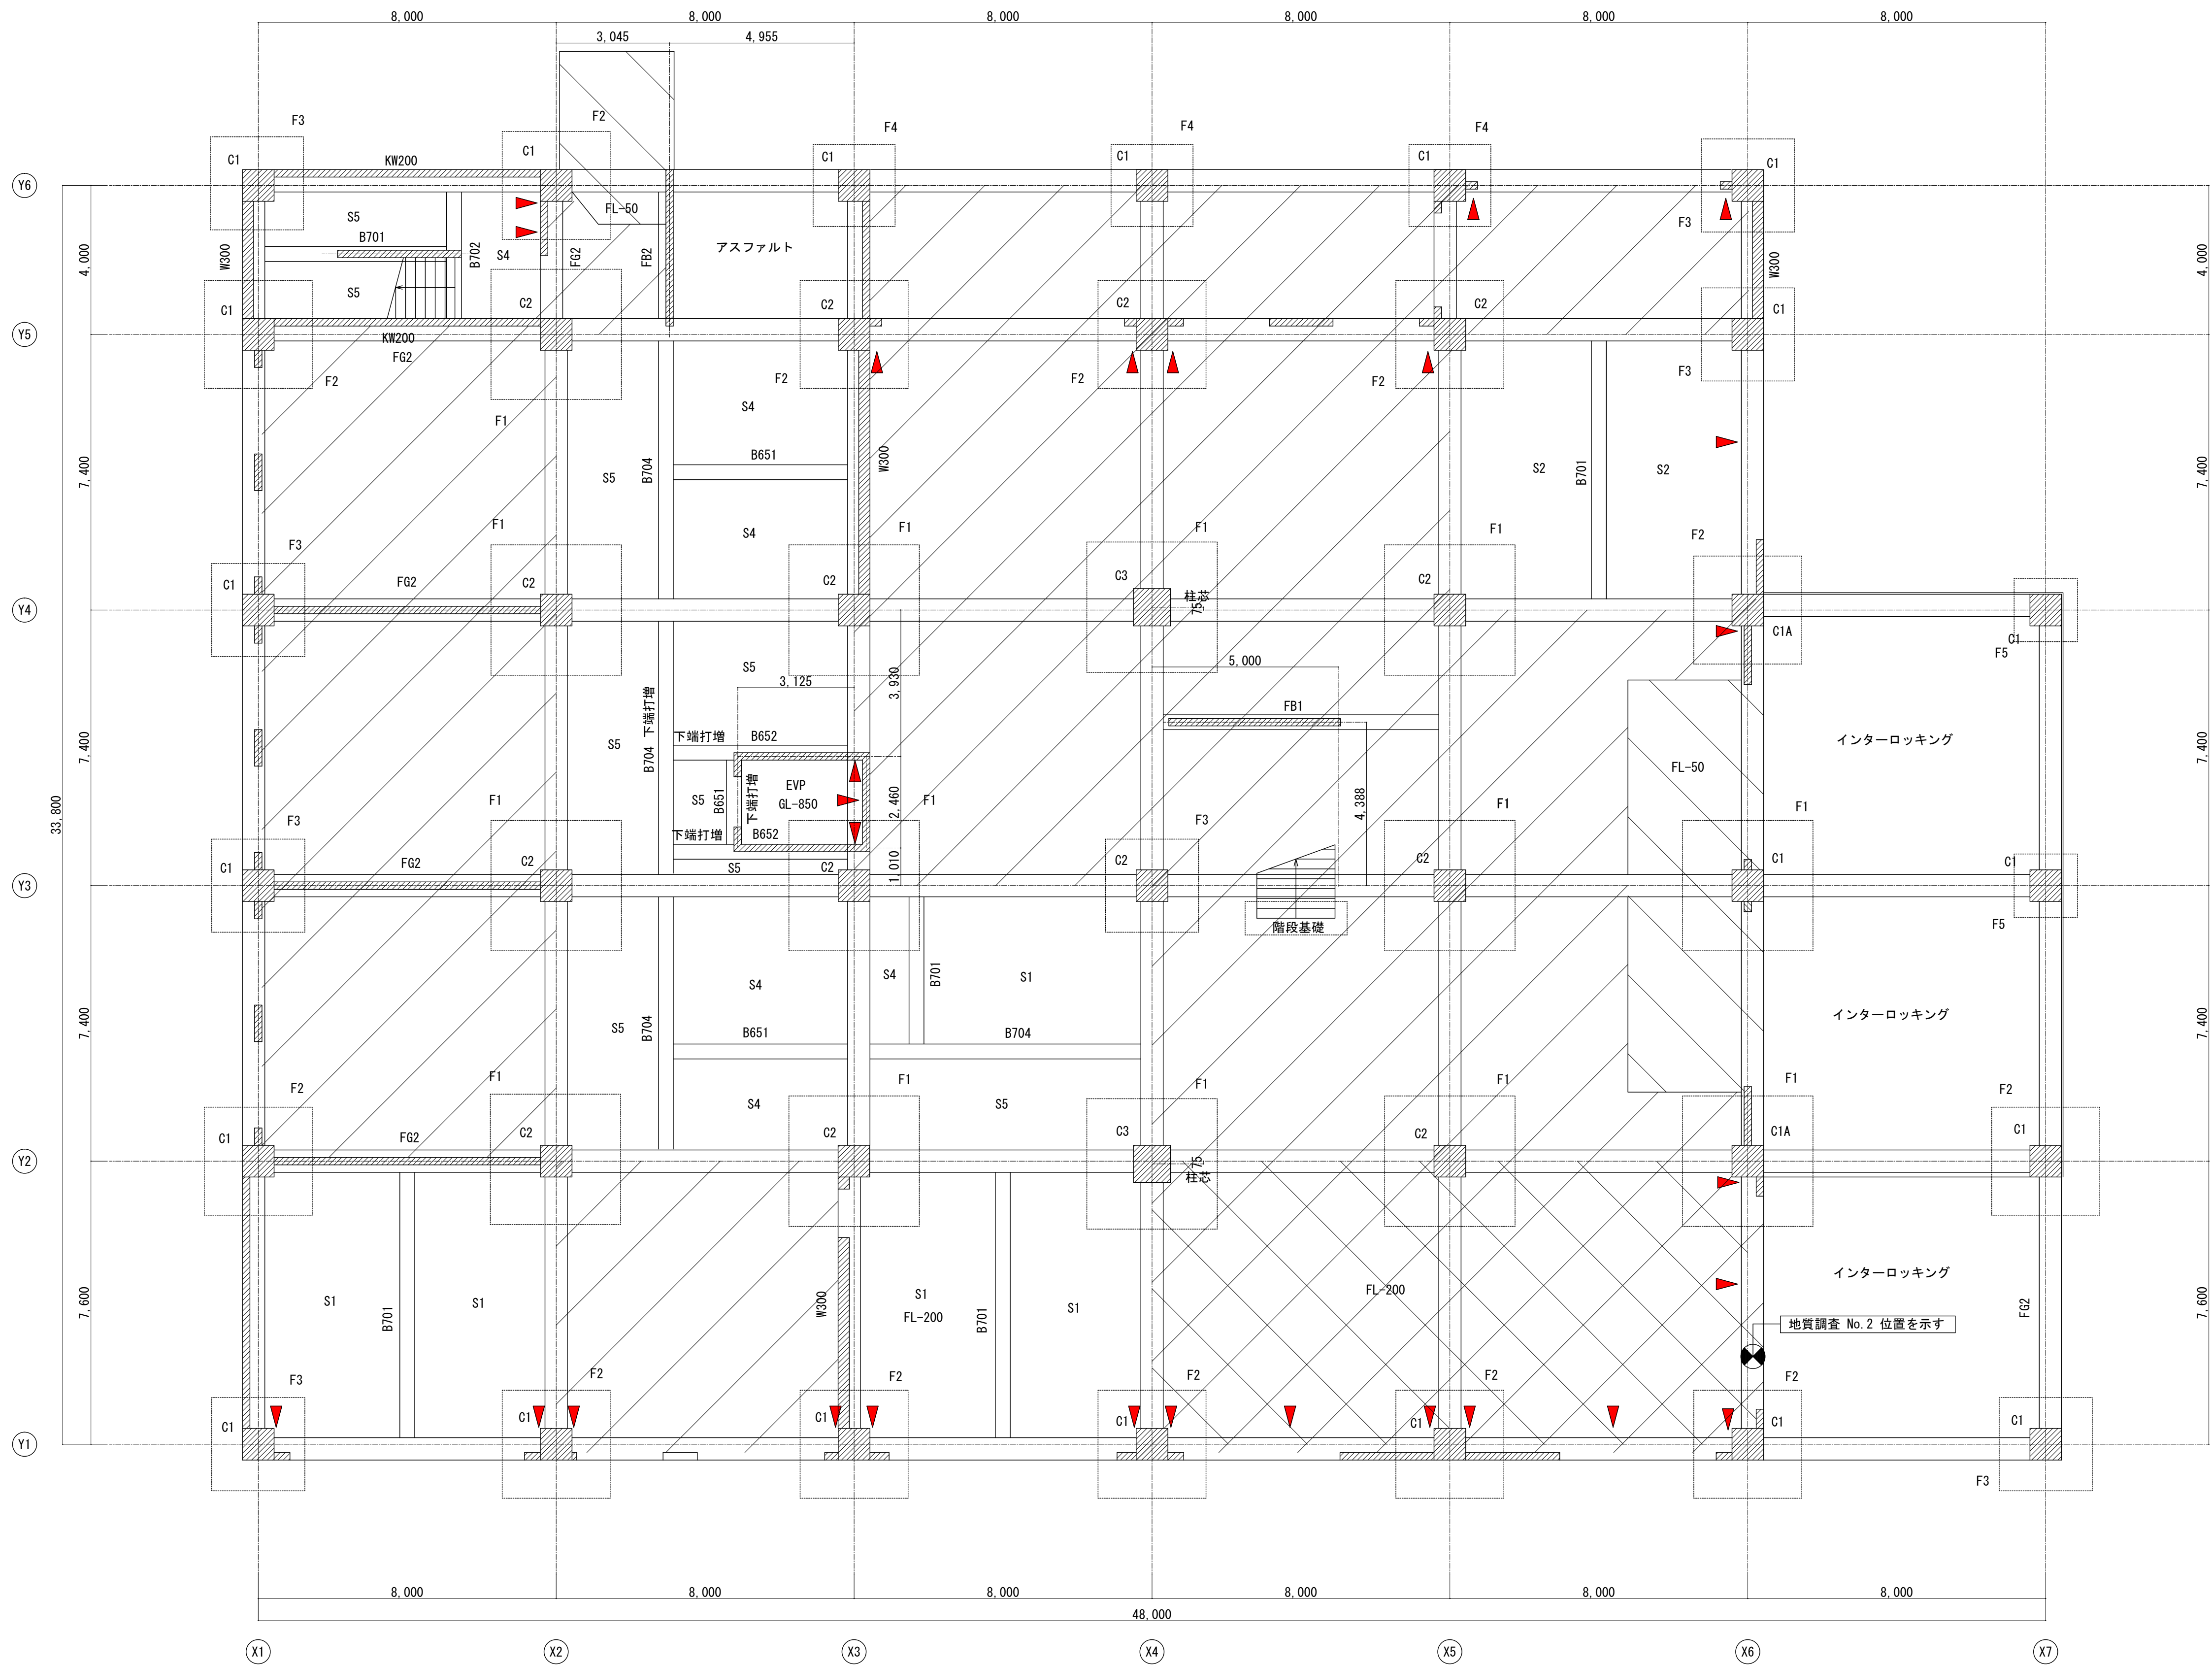 8,000
8,000
8,000
8,000
8,000
8,000
3,045
4,955
F3
F2
F4
F4
F4
C1
KW200
C1
C1
C1
C1
C1
Y6
S5
FL-50
アスファルト
F3
B701
B702
S4
FG2
FB2
W300
W300
4,000
4,000
S5
C1
C2
C2
C2
C2
C1
Y5
KW200
FG2
F2
F2
F2
F2
F3
F1
S4
B651
W300
S5
B704
S2
B701
S2
7,400
7,400
F3
F1
S4
F1
F1
F1
F2
C1
FG2
C2
C2
C3
柱芯
75
C2
C1A
C1
F5
Y4
S5
3,125
3,930
5,000
B704 下端打増
下端打増
B652
FB1
インターロッキング
S5
S5
B651
下端打増
EVP
GL-850
2,460
F1
FL-50
4,388
7,400
7,400
33,800
F3
F1
下端打増
B652
F3
F1
F1
C1
FG2
C2
S5
C2
1,010
C2
C2
C1
C1
Y3
階段基礎
F5
S4
S4
B701
S1
S5
B704
B651
B704
インターロッキング
7,400
7,400
F2
F1
S4
F1
S5
F1
F1
F1
F2
C1
FG2
C2
C2
C3
75
柱芯
C2
C1A
C1
Y2
S1
B701
S1
W300
S1
FL-200
B701
S1
FL-200
インターロッキング
FG2
地質調査 No.2 位置を示す
7,600
7,600
F3
F2
F2
F2
F2
F2
C1
C1
C1
C1
C1
C1
C1
Y1
F3
8,000
8,000
8,000
8,000
8,000
8,000
48,000
X1
X2
X3
X4
X5
X6
X7